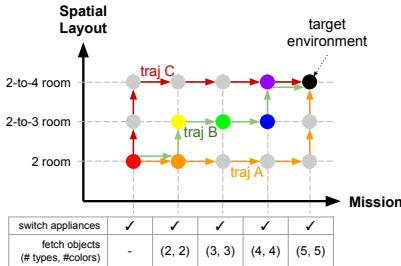 Spatial
Layout
target
environment
traj C
2-to-4 room
traj B
2-to-3 room
2 room
traj A
Mission
switch appliances ✓ ✓ ✓ ✓ ✓
fetch objects
(# types, #colors) - (2, 2) (3, 3) (4, 4) (5, 5)